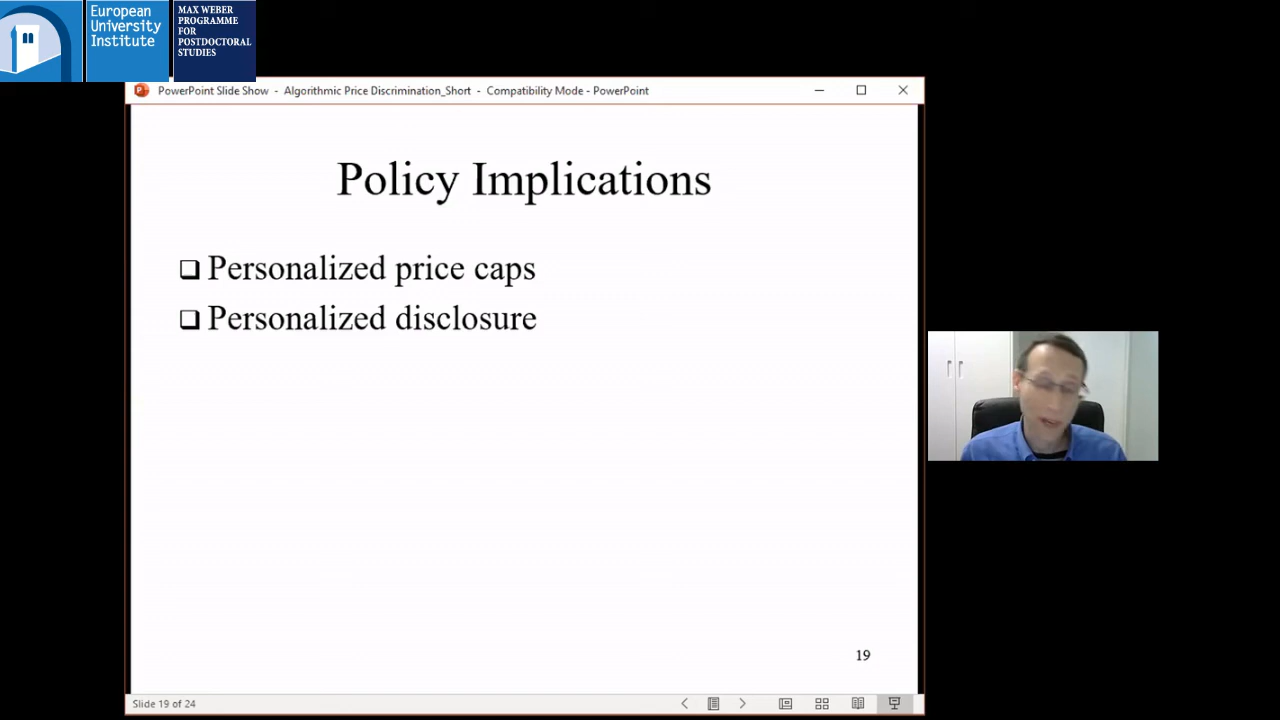 European
University
Institute
MAX WEBER
PROGRAMME
FOR
POSTDOCTORAL
STUDIES
PowerPoint Slide Show - Algorithmic Price Discrimination_Short - Compatibility Mode - PowerPoint
Policy Implications
Personalized price caps
Personalized disclosure
19
Slide 19 of 24